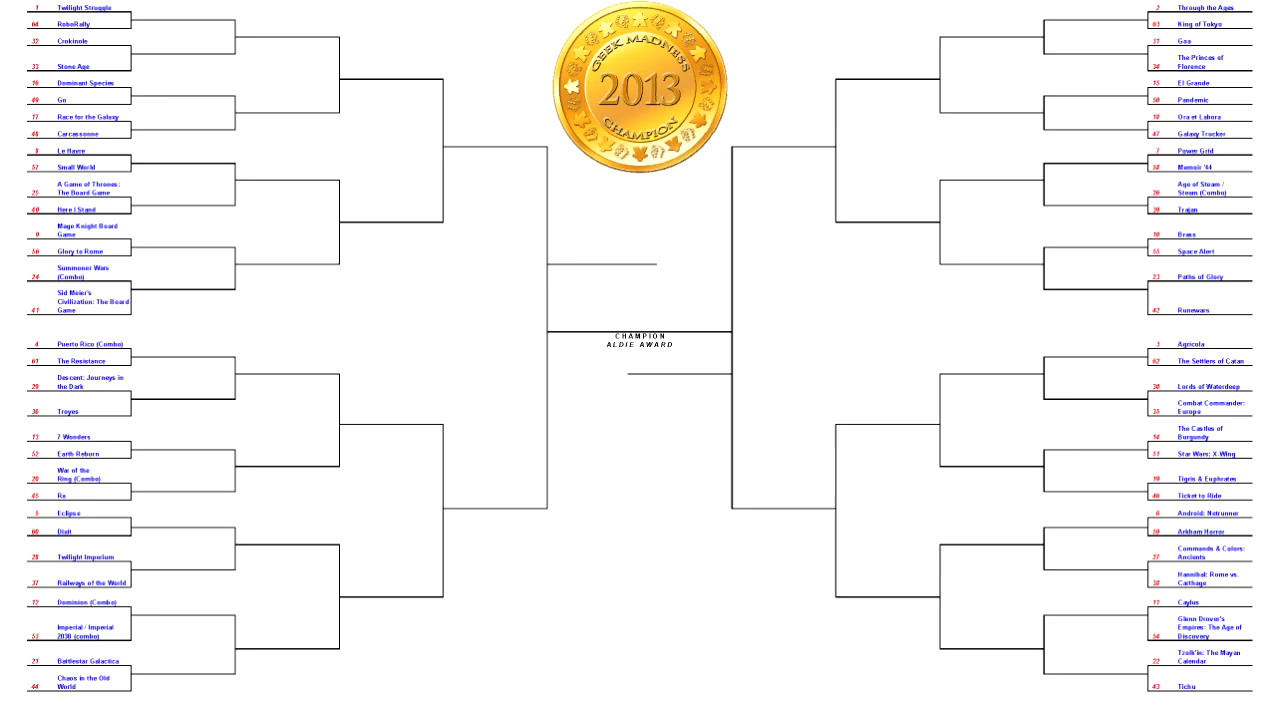 1 Twilight Struggle
64 RoboRally
32 Crokinole
33 Stone Age
16 Dominant Species
49 Go
17 Race for the Galaxy
48 Carcassonne
8 Le Havre
57 Small World
A Game of Thrones:
25 The Board Game
40 Here I Stand
Mage Knight Board
9 Game
56 Glory to Rome
Summoner Wars
24 (Combo)
Sid Meier's
Civilization: The Board
41 Game
4 Puerto Rico (Combo)
61 The Resistance
Descent: Journeys in
29 the Dark
36 Troyes
13 7 Wonders
52 Earth Reborn
War of the
20 Ring (Combo)
45 Ra
5 Eclipse
60 Dixit
28 Twilight Imperium
37 Railways of the World
12 Dominion (Combo)
Imperial / Imperial
53 2030 (combo)
21 Battlestar Galactica
Chaos in the Old
44 World
GEEK MADNESS
2013
CHAMPION
CHAMPION
ALDIE AWARD
2 Through the Ages
63 King of Tokyo
31 Goa
The Princes of
34 Florence
15 El Grande
50 Pandemic
18 Ora et Labora
47 Galaxy Trucker
7 Power Grid
58 Memoir '44
Age of Steam /
26 Steam (Combo)
39 Trajan
10 Brass
55 Space Alert
23 Paths of Glory
42 Runewars
3 Agricola
62 The Settlers of Catan
30 Lords of Waterdeep
Combat Commander:
35 Europe
The Castles of
14 Burgundy
51 Star Wars: X-Wing
19 Tigris & Euphrates
46 Ticket to Ride
6 Android: Netrunner
59 Arkham Horror
Commands & Colors:
27 Ancients
Hannibal: Rome vs.
38 Carthage
11 Caylus
Glenn Drover's
Empires: The Age of
54 Discovery
Tzolk'in: The Mayan
22 Calendar
43 Tichu